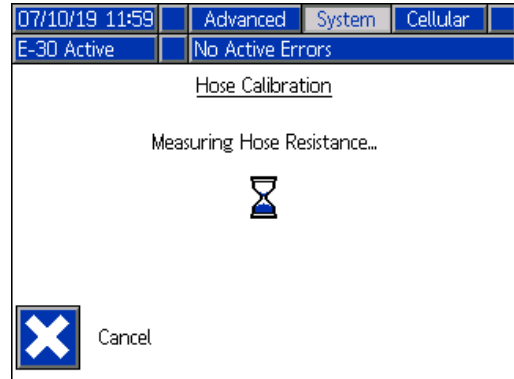 07/10/19 11:59 Advanced System Cellular
E-30 Active No Active Errors
Hose Calibration
Measuring Hose Resistance...
Cancel